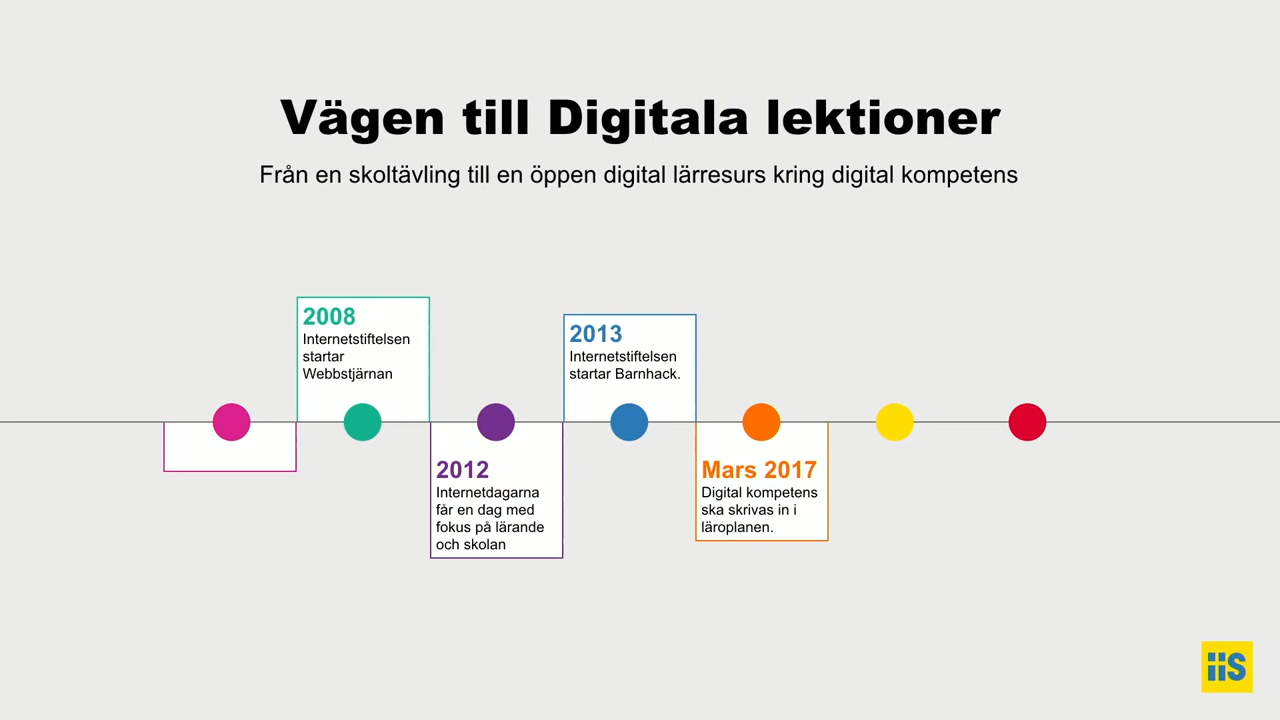 Vägen till Digitala lektioner
Från en skoltävling till en öppen digital lärresurs kring digital kompetens
2008
Internetstiftelsen
startar
Webbstjärnan
2012
Internetdagarna
får en dag med
fokus på lärande
och skolan
2013
Internetstiftelsen
startar Barnhack.
Mars 2017
Digital kompetens
ska skrivas in i
läroplanen.
iiS